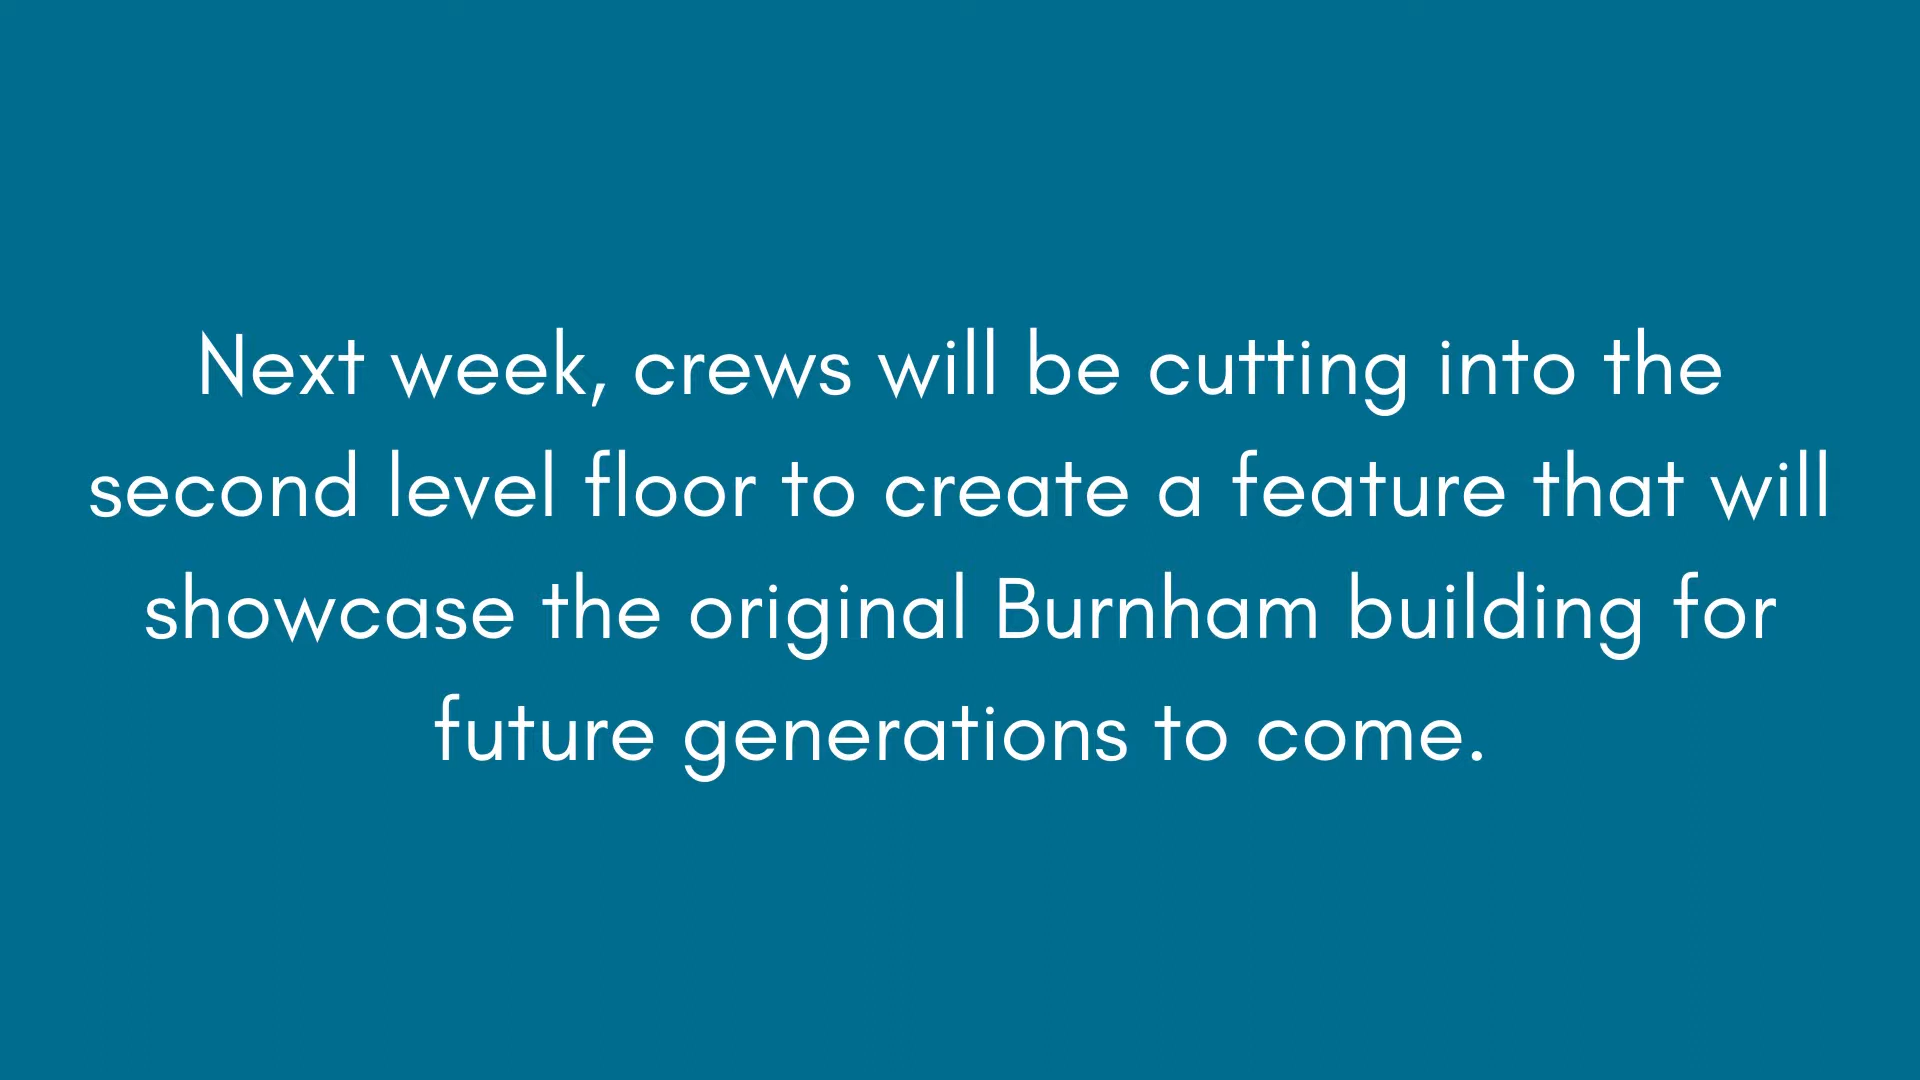 Next week, crews will be cutting into the
second level floor to create a feature that will
showcase the original Burnham building for
future generations to come.